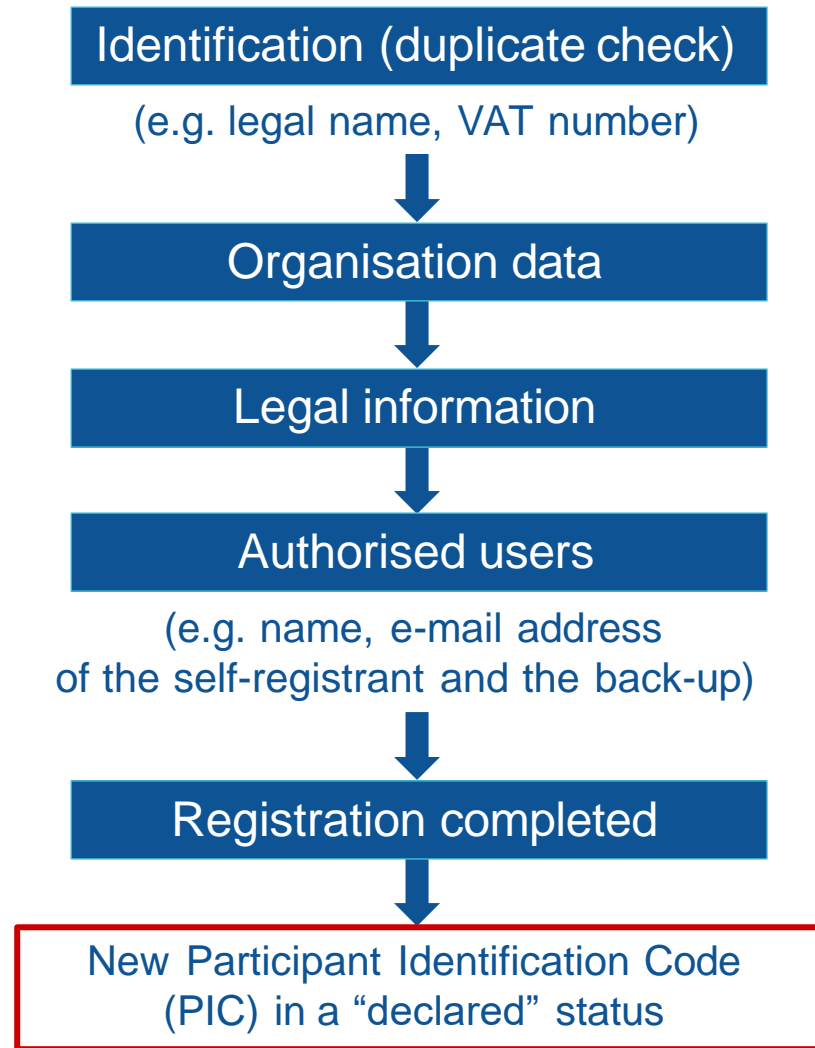 Identification (duplicate check)
(e.g. legal name, VAT number)
Organisation data
Legal information
Authorised users
(e.g. name, e-mail address
of the self-registrant and the back-up)
Registration completed
New Participant Identification Code
(PIC) in a “declared” status